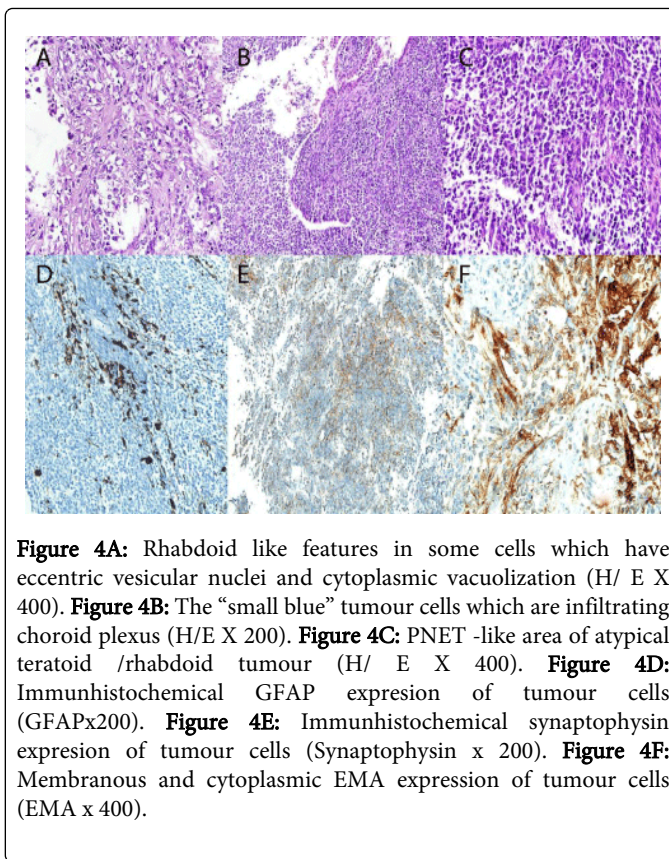 A B C
D E F
Figure 4A: Rhabdoid like features in some cells which have
eccentric vesicular nuclei and cytoplasmic vacuolization (H/ E X
400). Figure 4B: The “small blue” tumour cells which are infiltrating
choroid plexus (H/E X 200). Figure 4C: PNET -like area of atypical
teratoid /rhabdoid tumour (H/ E X 400). Figure 4D:
Immunhistochemical GFAP expresion of tumour cells
(GFAPx200). Figure 4E: Immunhistochemical synaptophysin
expresion of tumour cells (Synaptophysin x 200). Figure 4F:
Membranous and cytoplasmic EMA expression of tumour cells
(EMA x 400).